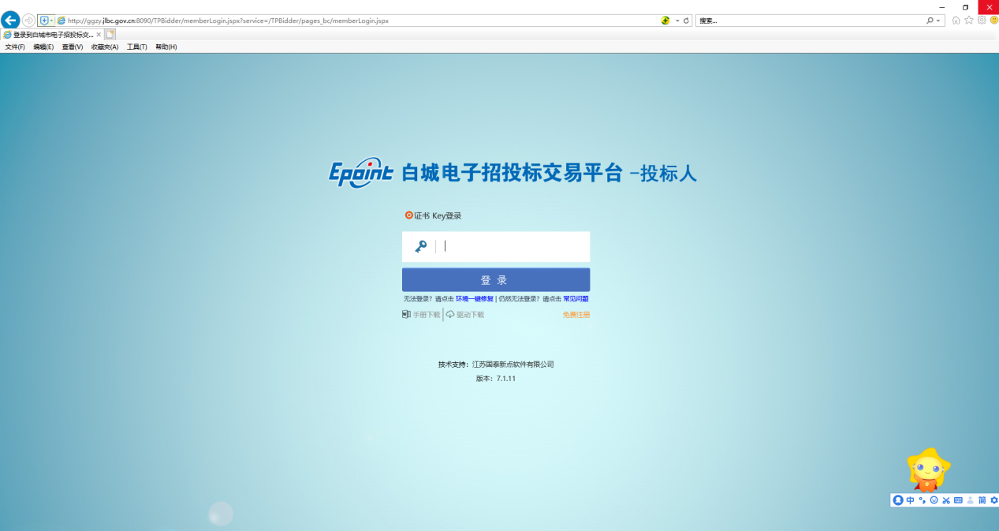 http://ggzy.jlbc.gov.cn:8090/TPBidder/memberLogin.jspx?service=/TPBidder/pages_bc/memberLogin.jspx
搜索...
登录到白城市电子招投标交...
文件(F) 编辑(E) 查看(V) 收藏夹(A) 工具(T) 帮助(H)
Epoint 白城电子招投标交易平台 -投标人
证书 Key登录
登 录
无法登录? 请点击 环境一键修复 | 仍然无法登录? 请点击 常见问题
手册下载 驱动下载 免费注册
技术支持: 江苏国泰新点软件有限公司
版本: 7.1.11
中 简